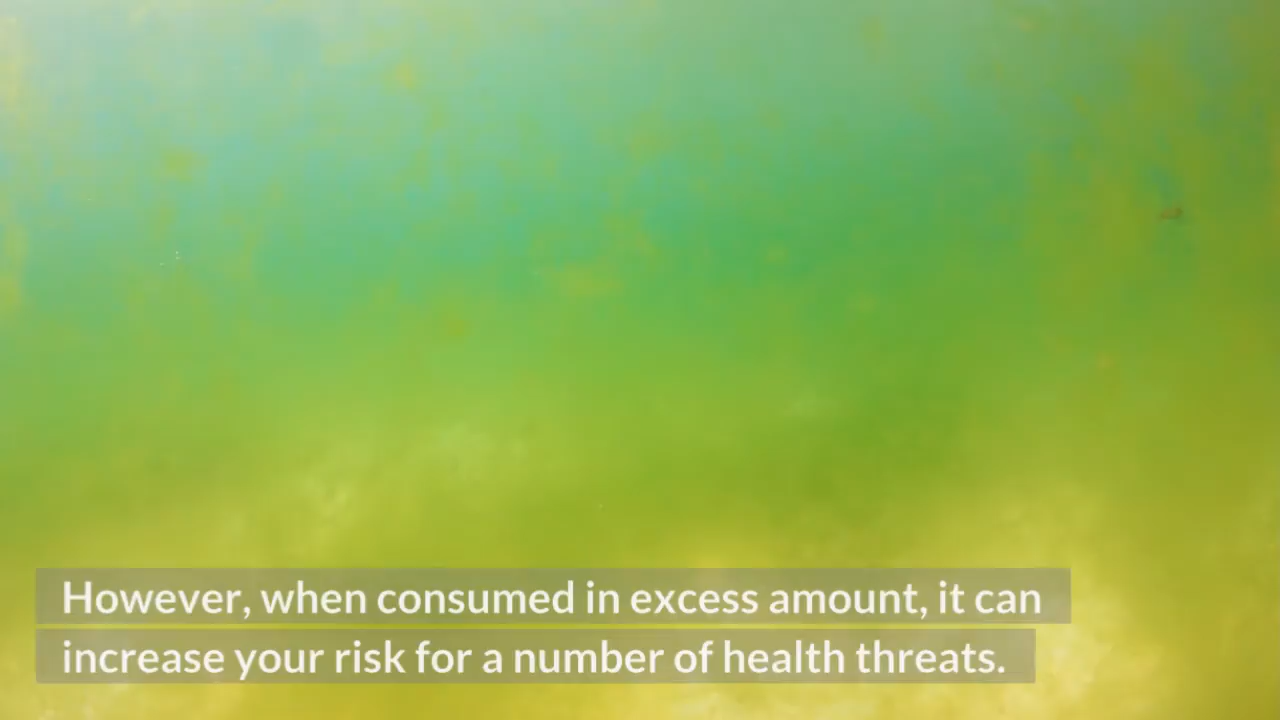 However, when consumed in excess amount, it can
increase your risk for a number of health threats.